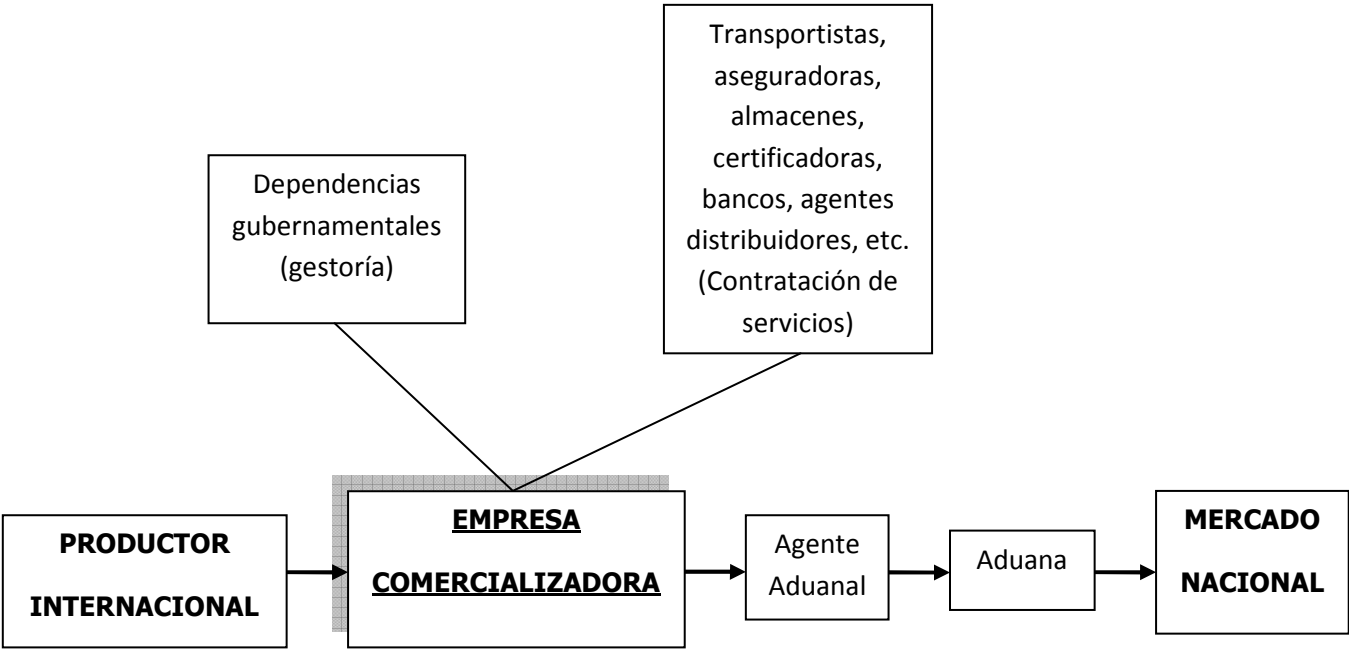 Transportistas,
aseguradoras,
almacenes,
certificadoras,
bancos, agentes
distribuidores, etc.
(Contratación de
servicios)
Dependencias
gubernamentales
(gestoría)
PRODUCTOR
INTERNACIONAL
EMPRESA
COMERCIALIZADORA
Agente
Aduanal
Aduana
MERCADO
NACIONAL